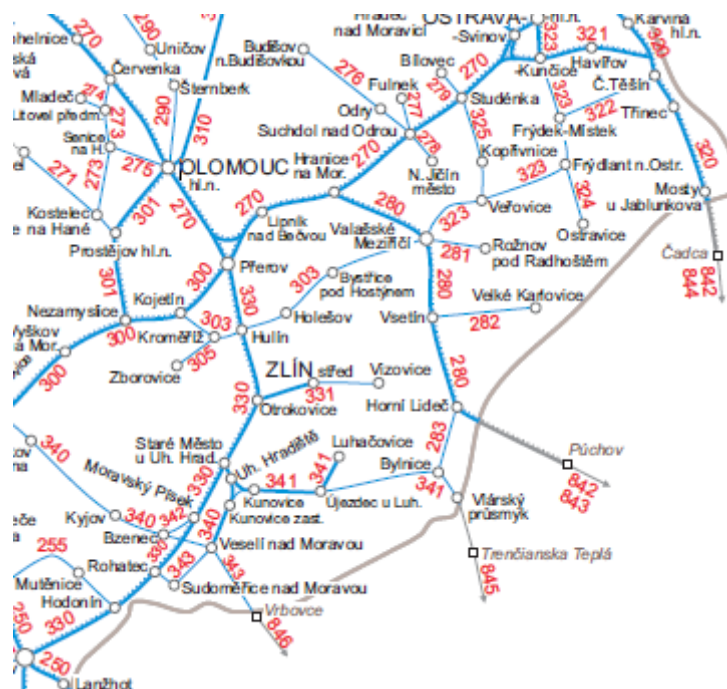 270
290
310
Uničov
Šternberk
290
Červenka
Mladeč
274
Litovel předm.
273
Senice
na H.
275
271
273
OLOMOUC
hl.n.
310
Kostelec
na Hané
301
270
Prostějov hl.n.
301
Nezamyslice
300
Kojetín
300
Přerov
270
Lipník
nad Bečvou
Hranice
na Mor.
270
Budišov
n.Budišovkou
276
Odry
Suchdol nad Odrou
Fulnek
277
278
N.Jičín
město
Bílovec
279
270
Studénka
325
Kopřivnice
nad Moravicí
OSTRAVA-
-hl.n.
-Svinov
323
-Kunčice
321
Havířov
Karviná
hl.n.
320
Č.Těšín
Třinec
323
322
Frýdek-Místek
Frýdlant n.Ostr.
323
324
Ostravice
320
Mosty
u Jablunkova
Čadca
842
844
280
Valašské
Meziříčí
323
Veřovice
281
Rožnov
pod Radhoštěm
280
Vsetín
Velké Karlovice
282
303
Bystřice
pod Hostýnem
Holešov
330
Hulín
303
Kroměříž
305
Zborovice
Vyškov
300
ZLÍN střed
331
Vizovice
Otrokovice
330
280
Horní Lideč
283
Púchov
842
843
Staré Město
u Uh. Hrad.
330
Uh. Hradiště
Luhačovice
341
341
Kunovice
Kunovice zast.
Újezdec u Luh.
Bylnice
341
Vlárský
průsmyk
Trenčianska Teplá
845
340
Moravský Písek
Kyjov
340
342
Bzenec
340
Veselí nad Moravou
330
343
343
Sudoměřice nad Moravou
Rohatec
255
Mutěnice
Hodonín
330
Vrbovce
846
250
250
Lanžhot